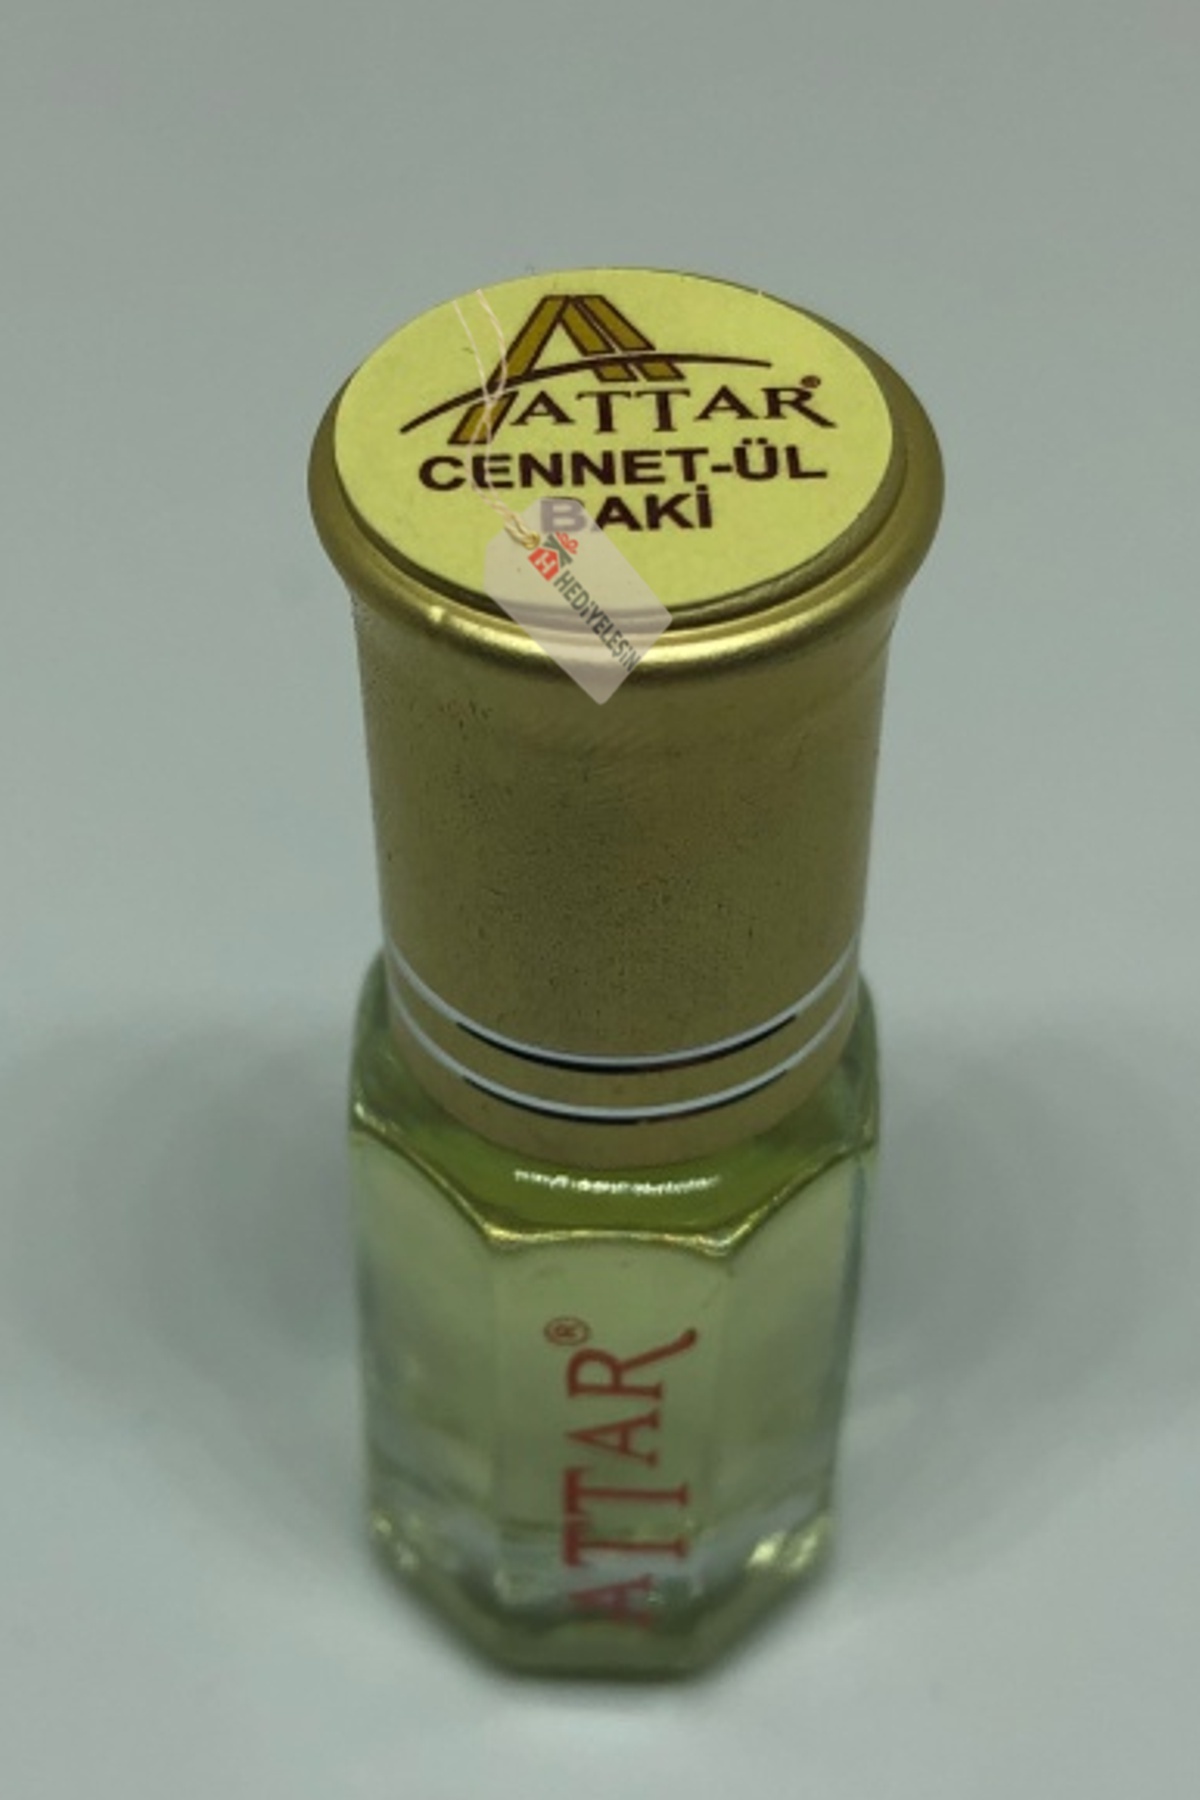 ATTAR®
CENNET-ÜL
BAKİ
HEDİYELEŞİN
ATTAR®